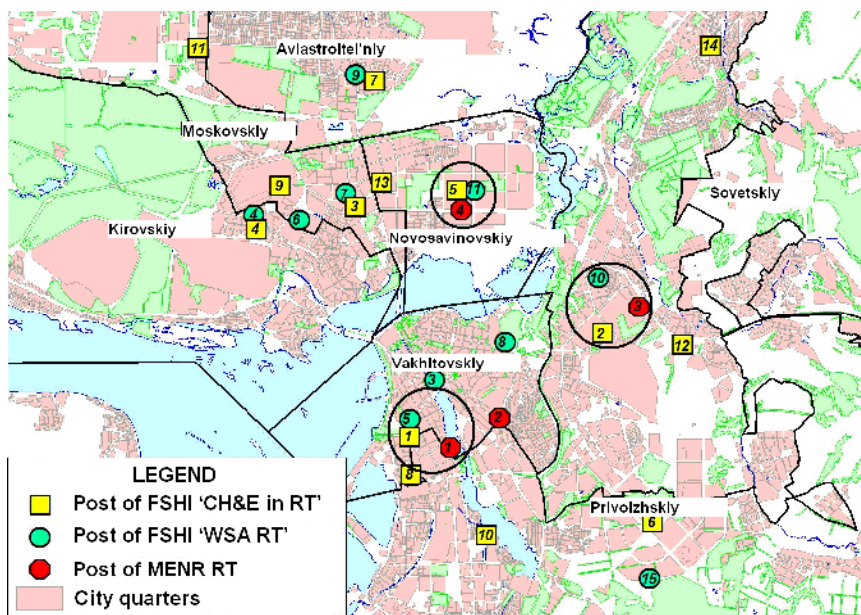 11
Aviastroitel'niy
14
9
7
Moskovskiy
9
13
5
11
7
3
4
Sovetskiy
4
6
4
Kirovskiy
Novosavinovskiy
10
3
2
12
8
Vakhitovskiy
3
5
2
1
1
8
LEGEND
Post of FSHI 'CH&E in RT'
Post of FSHI 'WSA RT'
Post of MENR RT
City quarters
Privolzhskiy
6
10
15